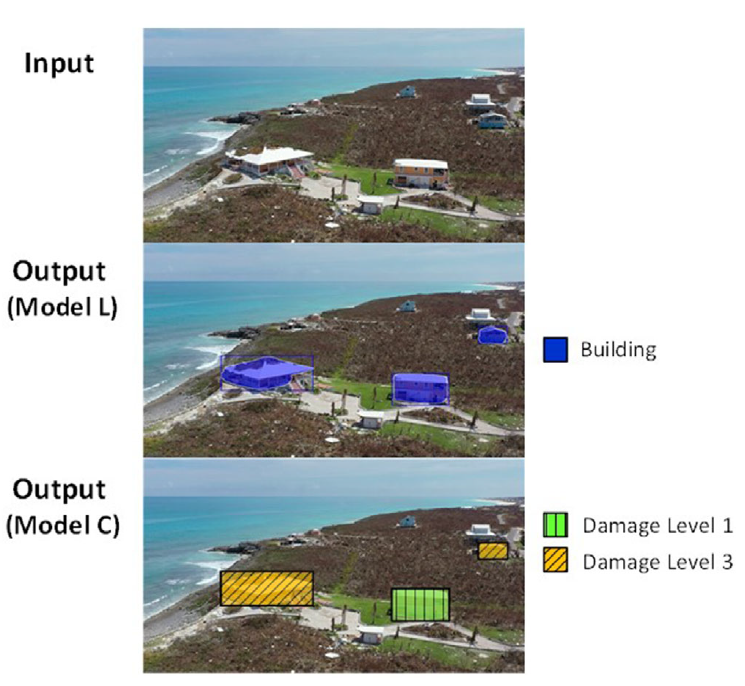 Input
Output
(Model L)
Building
Output
(Model C)
Damage Level 1
Damage Level 3